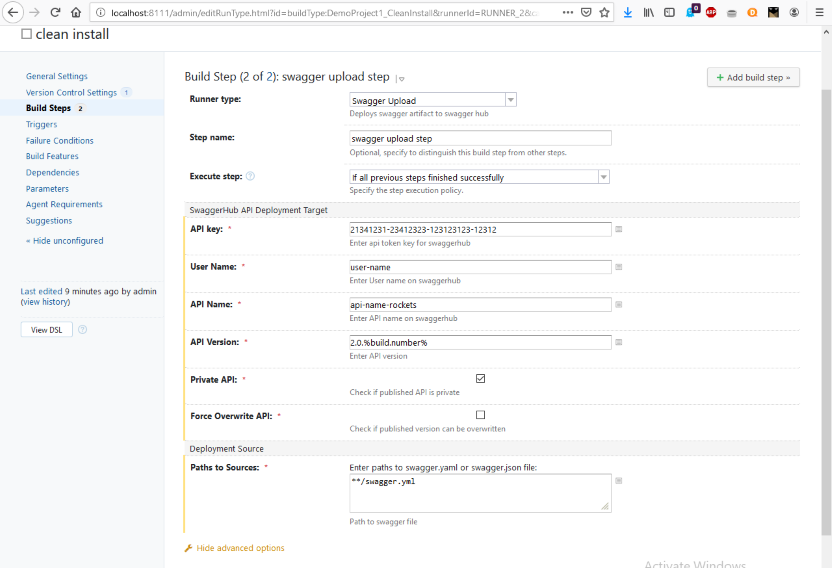 localhost:8111/admin/editRunType.html?id=buildType:DemoProject1_CleanInstall&runnerId=RUNNER_2&c
0
ABP
clean install
General Settings
Version Control Settings 1
Build Steps 2
Triggers
Failure Conditions
Build Features
Dependencies
Parameters
Agent Requirements
Suggestions
« Hide unconfigured
Last edited 9 minutes ago by admin
(view history)
View DSL ?
Build Step (2 of 2): swagger upload step
+ Add build step »
Runner type: Swagger Upload
Deploys swagger artifact to swagger hub
Step name: swagger upload step
Optional, specify to distinguish this build step from other steps.
Execute step: ? If all previous steps finished successfully
Specify the step execution policy.
SwaggerHub API Deployment Target
API key: * 21341231-23412323-123123123-12312
Enter api token key for swaggerhub
User Name: * user-name
Enter User name on swaggerhub
API Name: * api-name-rockets
Enter API name on swaggerhub
API Version: * 2.0.%build.number%
Enter API version
Private API: *
Check if published API is private
Force Overwrite API: *
Check if published version can be overwritten
Deployment Source
Paths to Sources: * Enter paths to swagger.yaml or swagger.json file:
**/swagger.yml
Path to swagger file
Hide advanced options
Activate Windows